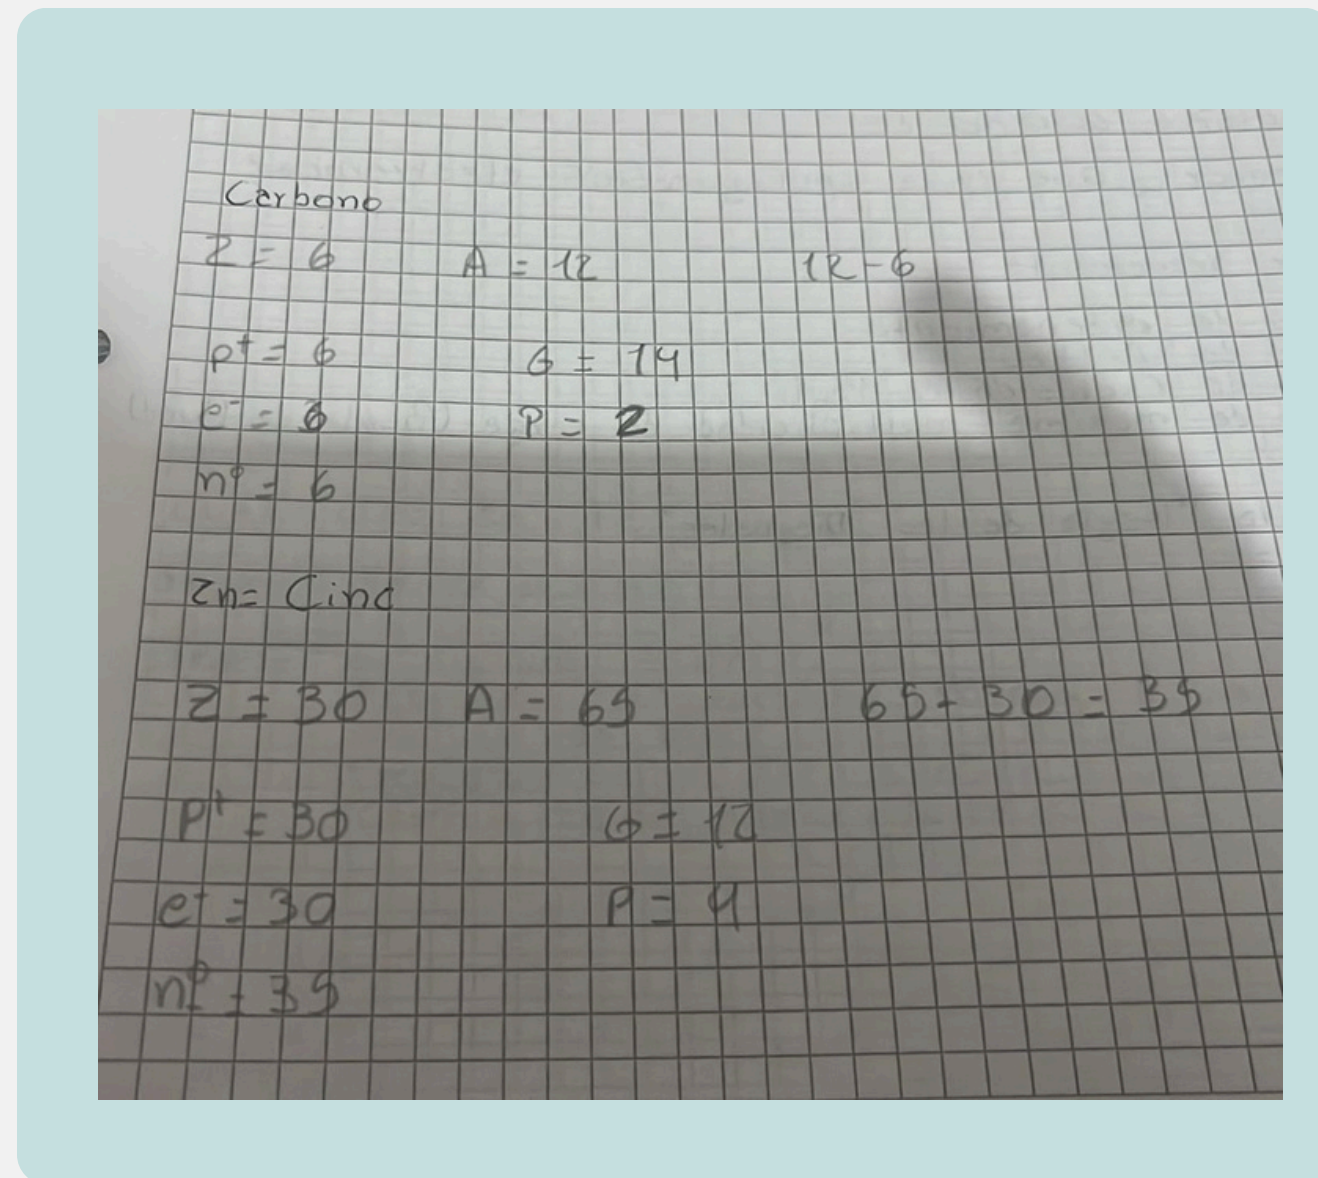 Carbono
Z = 6 A = 12 12 - 6
p+ = 6 G = 14
e- = 6 P = 2
n° = 6
Zn = Cinc
Z = 30 A = 65 65 - 30 = 35
p+ = 30 G = 12
e- = 30 P = 4
n° = 35